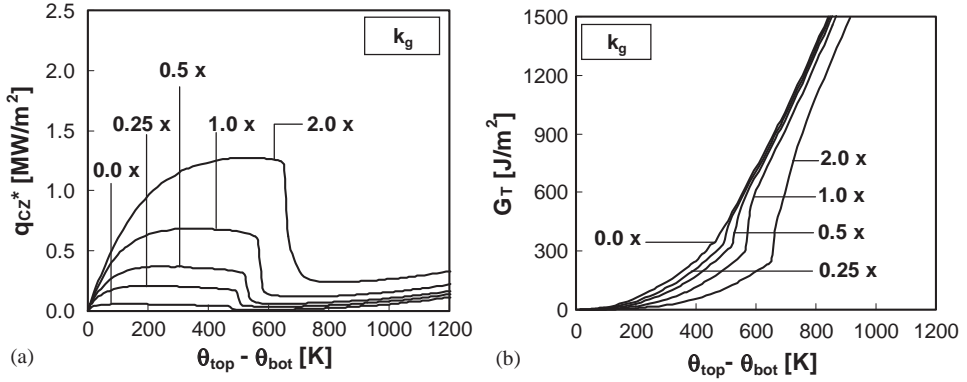 2.5
2.0
1.5
1.0
0.5
0.0
q_cz* [MW/m²]
k_g
0.5 x
0.25 x
1.0 x
2.0 x
0.0 x
0 200 400 600 800 1000 1200
(a)
θ_top - θ_bot [K]
1500
1200
900
600
300
0
G_T [J/m²]
k_g
2.0 x
1.0 x
0.0 x
0.5 x
0.25 x
0 200 400 600 800 1000 1200
(b)
θ_top- θ_bot [K]